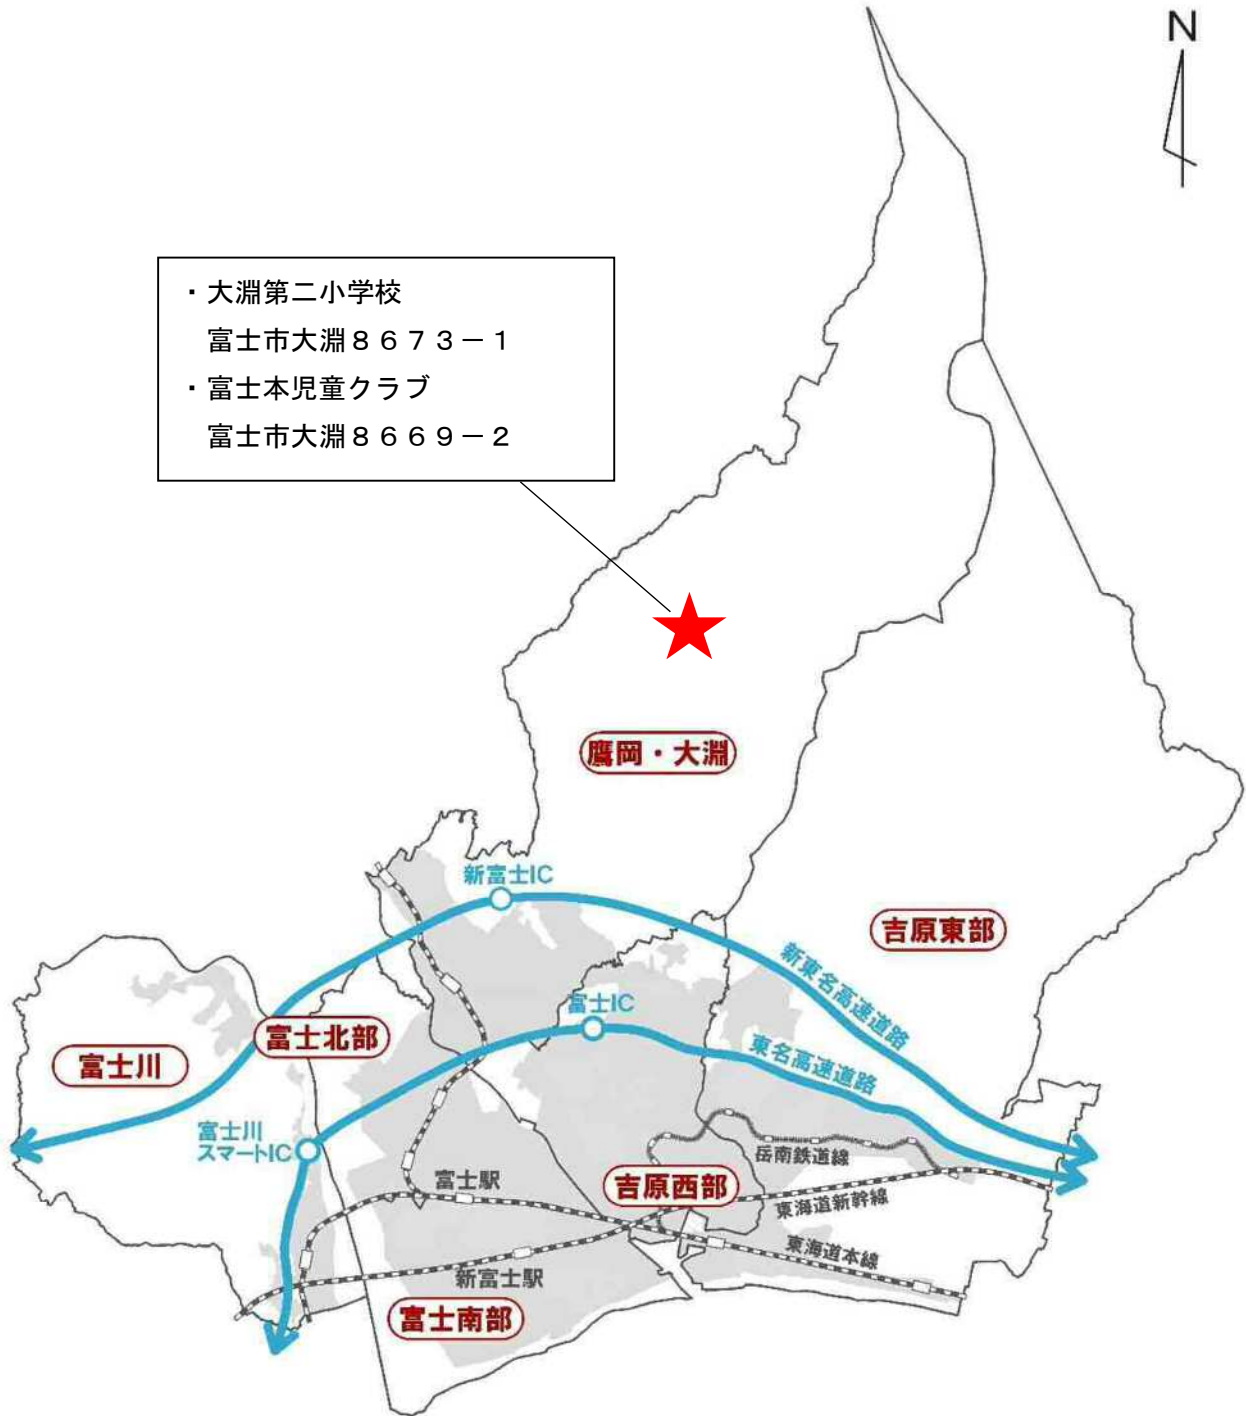 N
・大淵第二小学校
富士市大淵８６７３－１
・富士本児童クラブ
富士市大淵８６６９－２
鷹岡・大淵
新富士IC
吉原東部
新東名高速道路
富士IC
富士北部
富士川
東名高速道路
富士川
スマートIC
岳南鉄道線
富士駅
吉原西部
東海道新幹線
東海道本線
新富士駅
富士南部